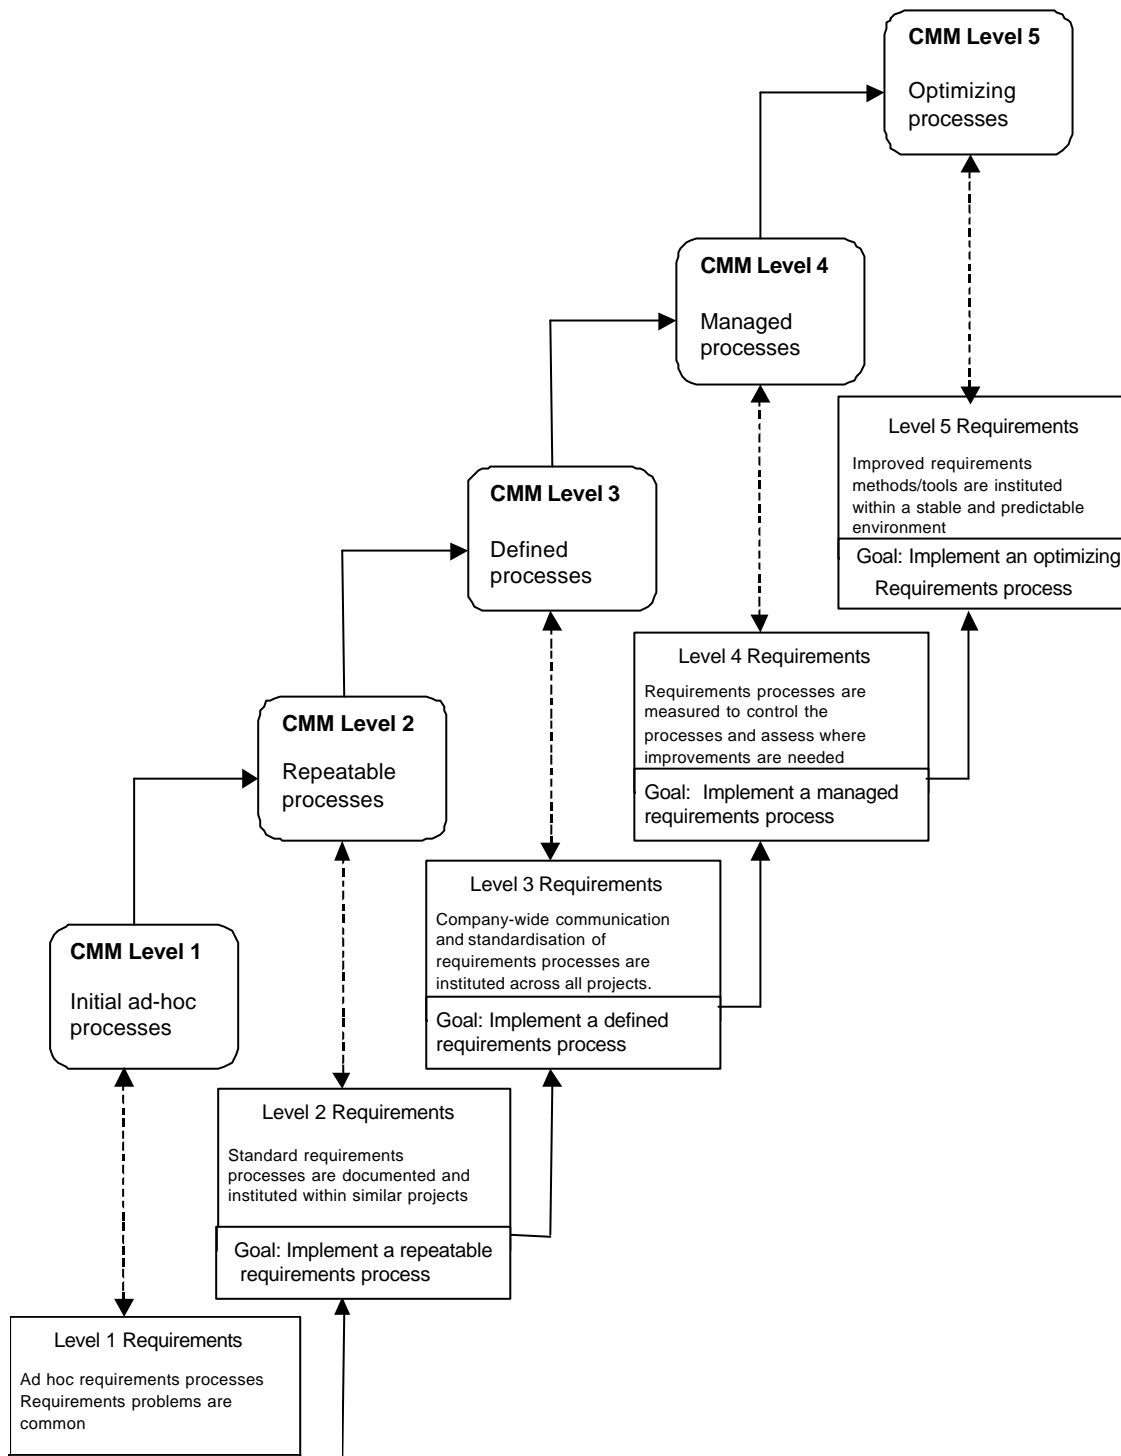 CMM Level 5
Optimizing
processes
CMM Level 4
Managed
processes
Level 5 Requirements
Improved requirements
methods/tools are instituted
within a stable and predictable
environment
Goal: Implement an optimizing
Requirements process
CMM Level 3
Defined
processes
Level 4 Requirements
Requirements processes are
measured to control the
processes and assess where
improvements are needed
Goal: Implement a managed
requirements process
CMM Level 2
Repeatable
processes
Level 3 Requirements
Company-wide communication
and standardisation of
requirements processes are
instituted across all projects.
Goal: Implement a defined
requirements process
CMM Level 1
Initial ad-hoc
processes
Level 2 Requirements
Standard requirements
processes are documented and
instituted within similar projects
Goal: Implement a repeatable
requirements process
Level 1 Requirements
Ad hoc requirements processes
Requirements problems are
common